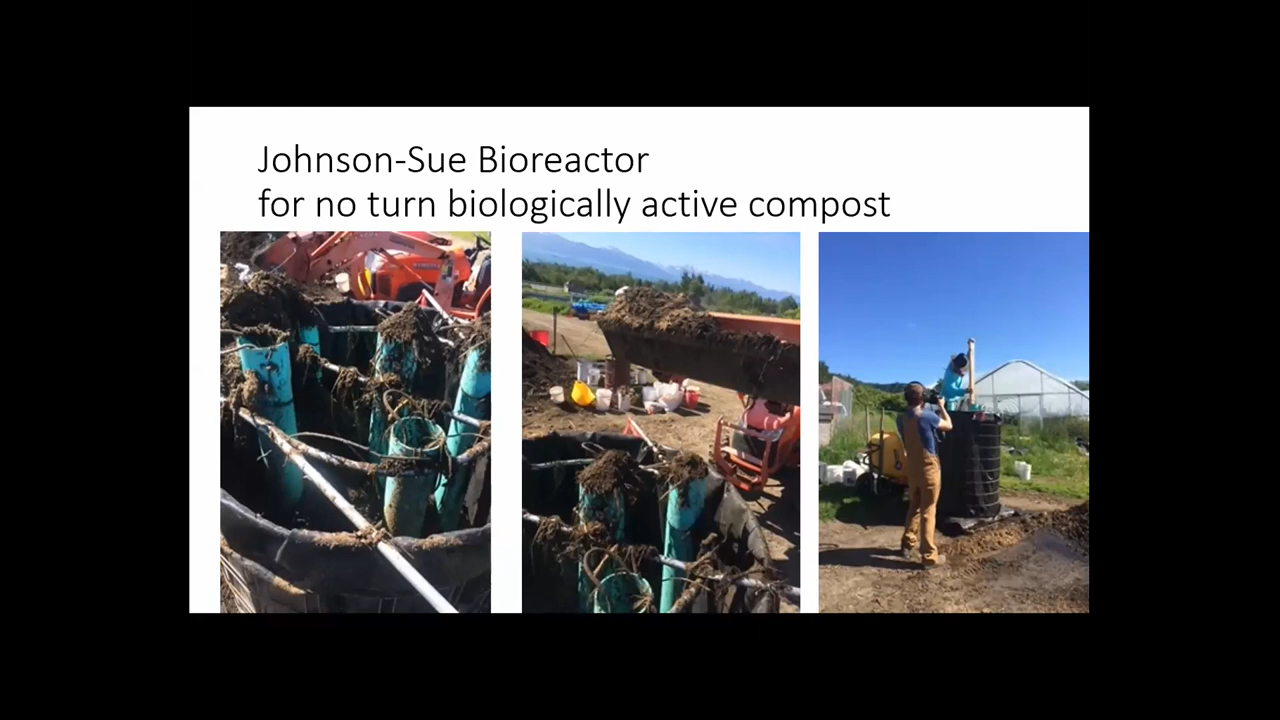 Johnson-Sue Bioreactor
for no turn biologically active compost